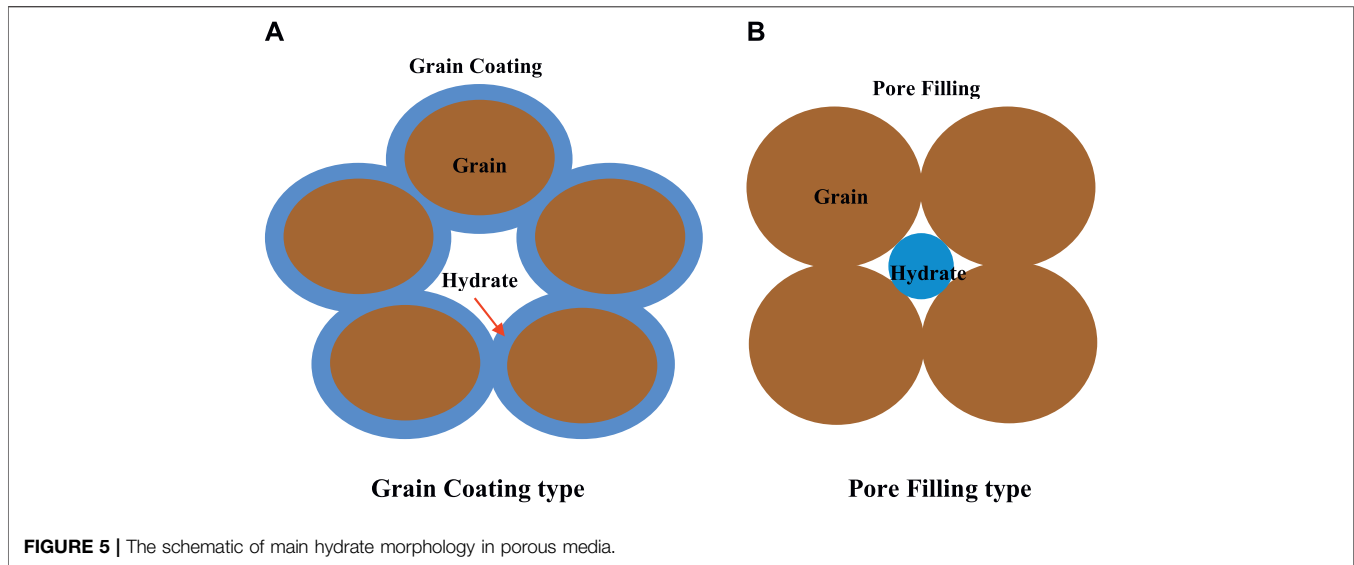 A
Grain Coating
Grain
Hydrate
Grain Coating type
B
Pore Filling
Grain
Hydrate
Pore Filling type
FIGURE 5 | The schematic of main hydrate morphology in porous media.